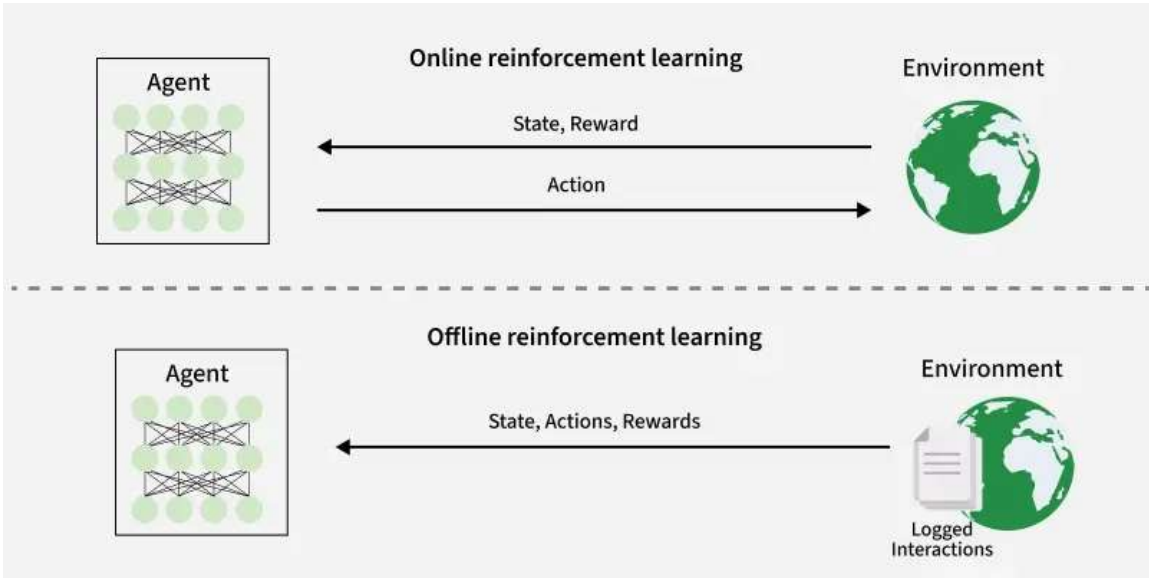 Online reinforcement learning
Agent
Environment
State, Reward
Action
Offline reinforcement learning
Agent
Environment
State, Actions, Rewards
Logged
Interactions